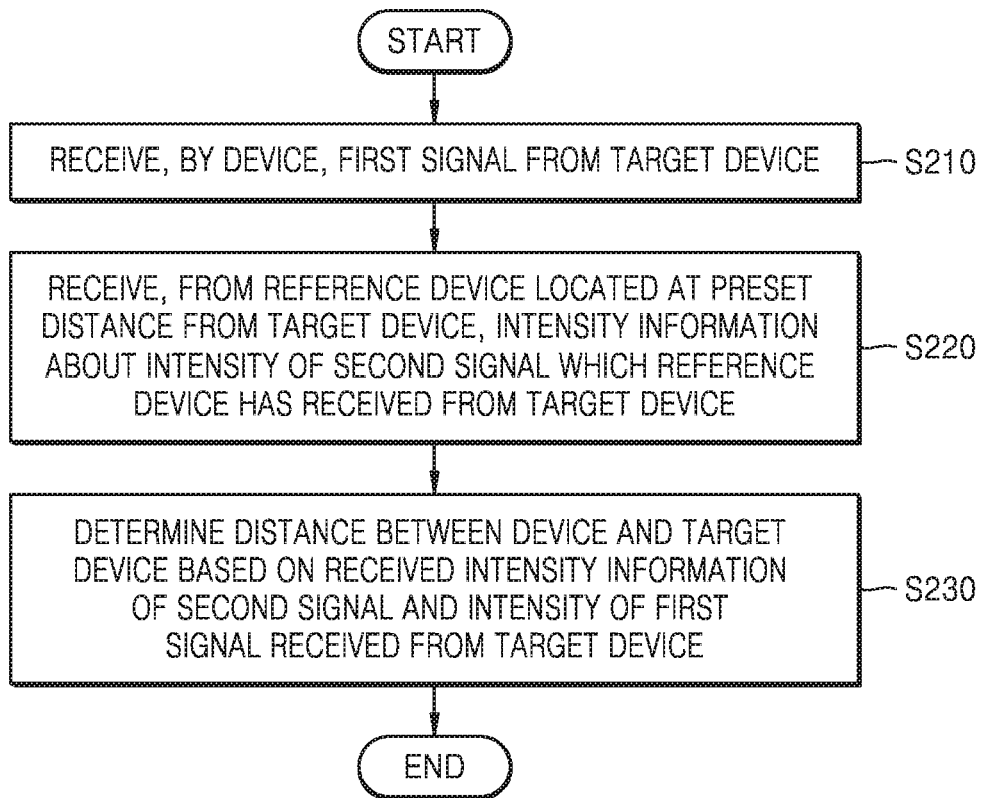 START
RECEIVE, BY DEVICE, FIRST SIGNAL FROM TARGET DEVICE
S210
RECEIVE, FROM REFERENCE DEVICE LOCATED AT PRESET
DISTANCE FROM TARGET DEVICE, INTENSITY INFORMATION
ABOUT INTENSITY OF SECOND SIGNAL WHICH REFERENCE
DEVICE HAS RECEIVED FROM TARGET DEVICE
S220
DETERMINE DISTANCE BETWEEN DEVICE AND TARGET
DEVICE BASED ON RECEIVED INTENSITY INFORMATION
OF SECOND SIGNAL AND INTENSITY OF FIRST
SIGNAL RECEIVED FROM TARGET DEVICE
S230
END